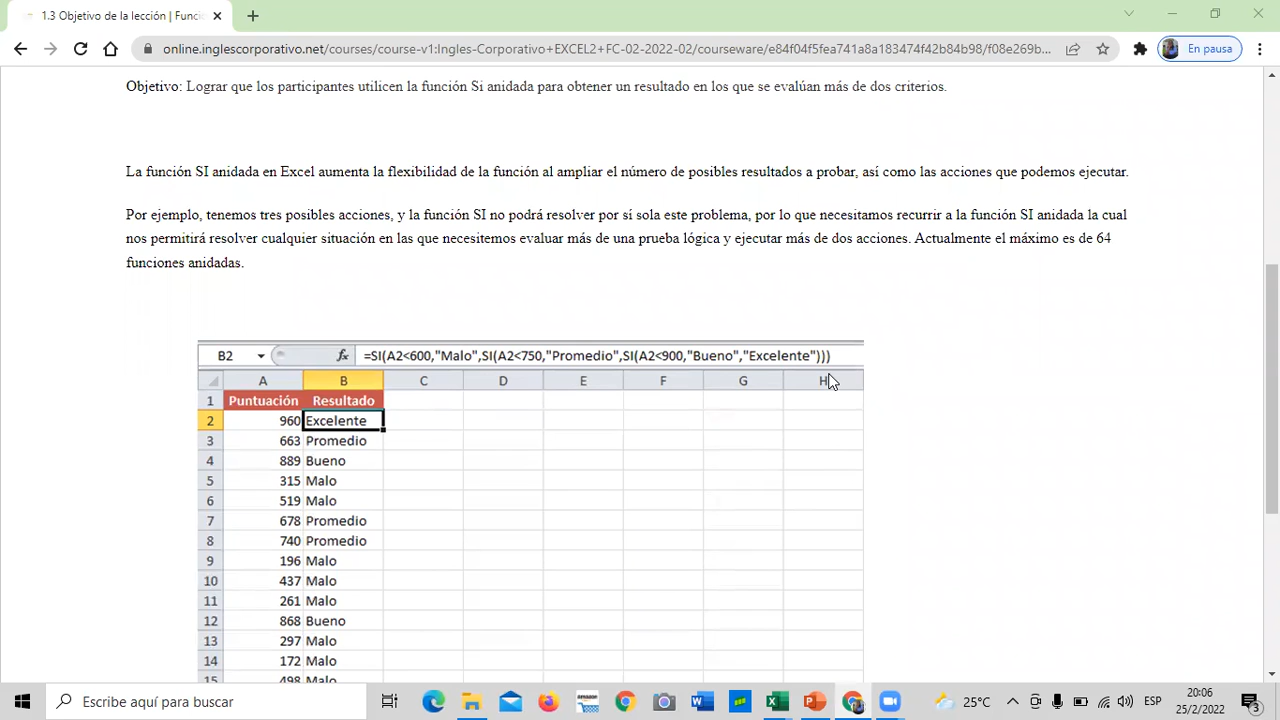 1.3 Objetivo de la lección | Funci
online.inglescorporativo.net/courses/course-v1:Ingles-Corporativo+EXCEL2+FC-02-2022-02/courseware/e84f04f5fea741a8a183474f42b84b98/f08e269b...
En pausa
Objetivo: Lograr que los participantes utilicen la función Si anidada para obtener un resultado en los que se evalúan más de dos criterios.
La función SI anidada en Excel aumenta la flexibilidad de la función al ampliar el número de posibles resultados a probar, así como las acciones que podemos ejecutar.
Por ejemplo, tenemos tres posibles acciones, y la función SI no podrá resolver por sí sola este problema, por lo que necesitamos recurrir a la función SI anidada la cual
nos permitirá resolver cualquier situación en las que necesitemos evaluar más de una prueba lógica y ejecutar más de dos acciones. Actualmente el máximo es de 64
funciones anidadas.
B2 fx =SI(A2<600,"Malo",SI(A2<750,"Promedio",SI(A2<900,"Bueno","Excelente")))
A B C D E F G H
1 Puntuación Resultado
2 960 Excelente
3 663 Promedio
4 889 Bueno
5 315 Malo
6 519 Malo
7 678 Promedio
8 740 Promedio
9 196 Malo
10 437 Malo
11 261 Malo
12 868 Bueno
13 297 Malo
14 172 Malo
15 498 Malo
Escribe aquí para buscar
amazon
25°C
ESP
20:06
25/2/2022
3